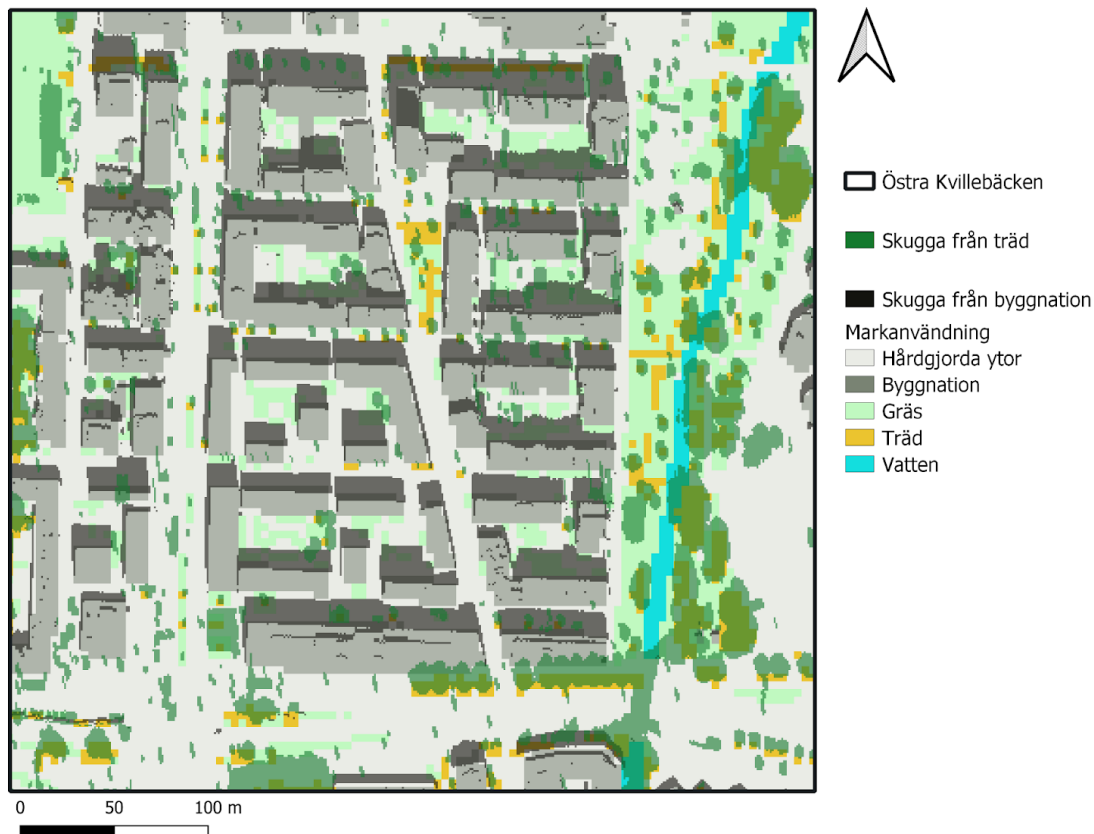 Östra Kvillebäcken
Skugga från träd
Skugga från byggnation
Markanvändning
Hårdgjorda ytor
Byggnation
Gräs
Träd
Vatten
0 50 100 m